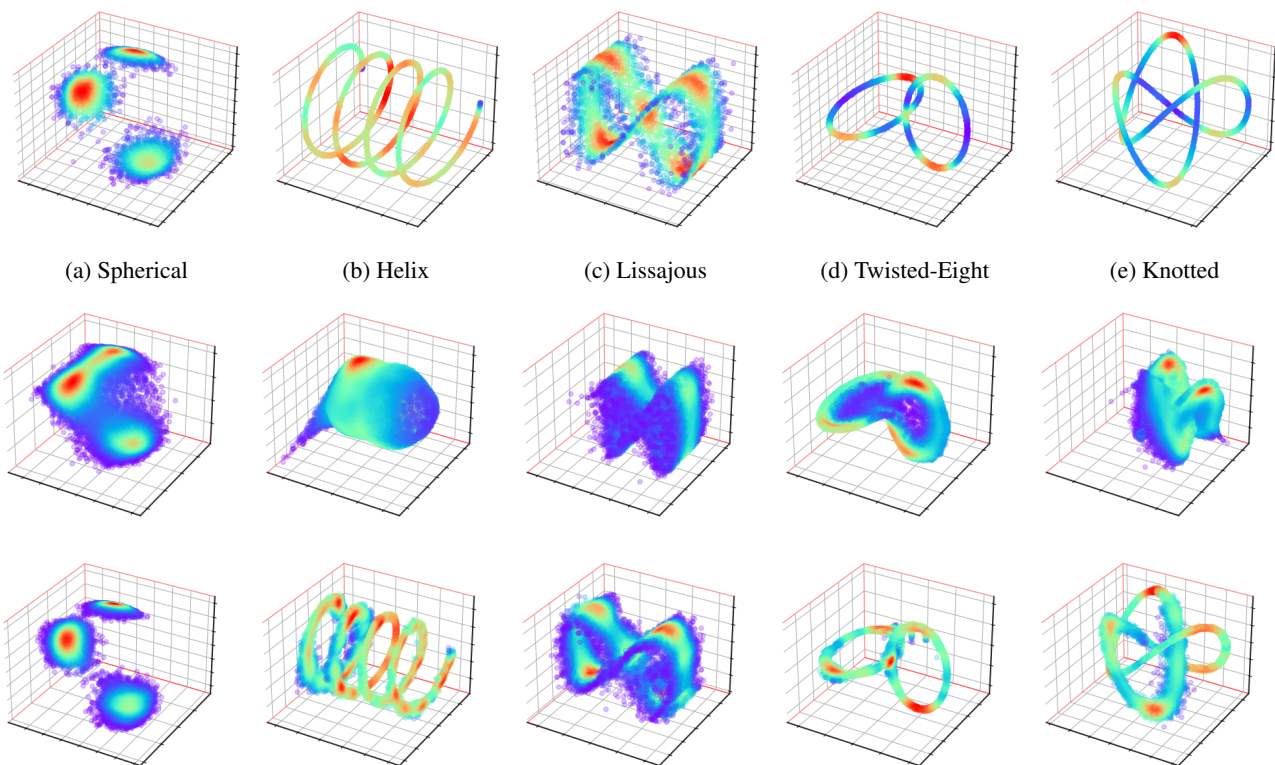 (a) Spherical
(b) Helix
(c) Lissajous
(d) Twisted-Eight
(e) Knotted